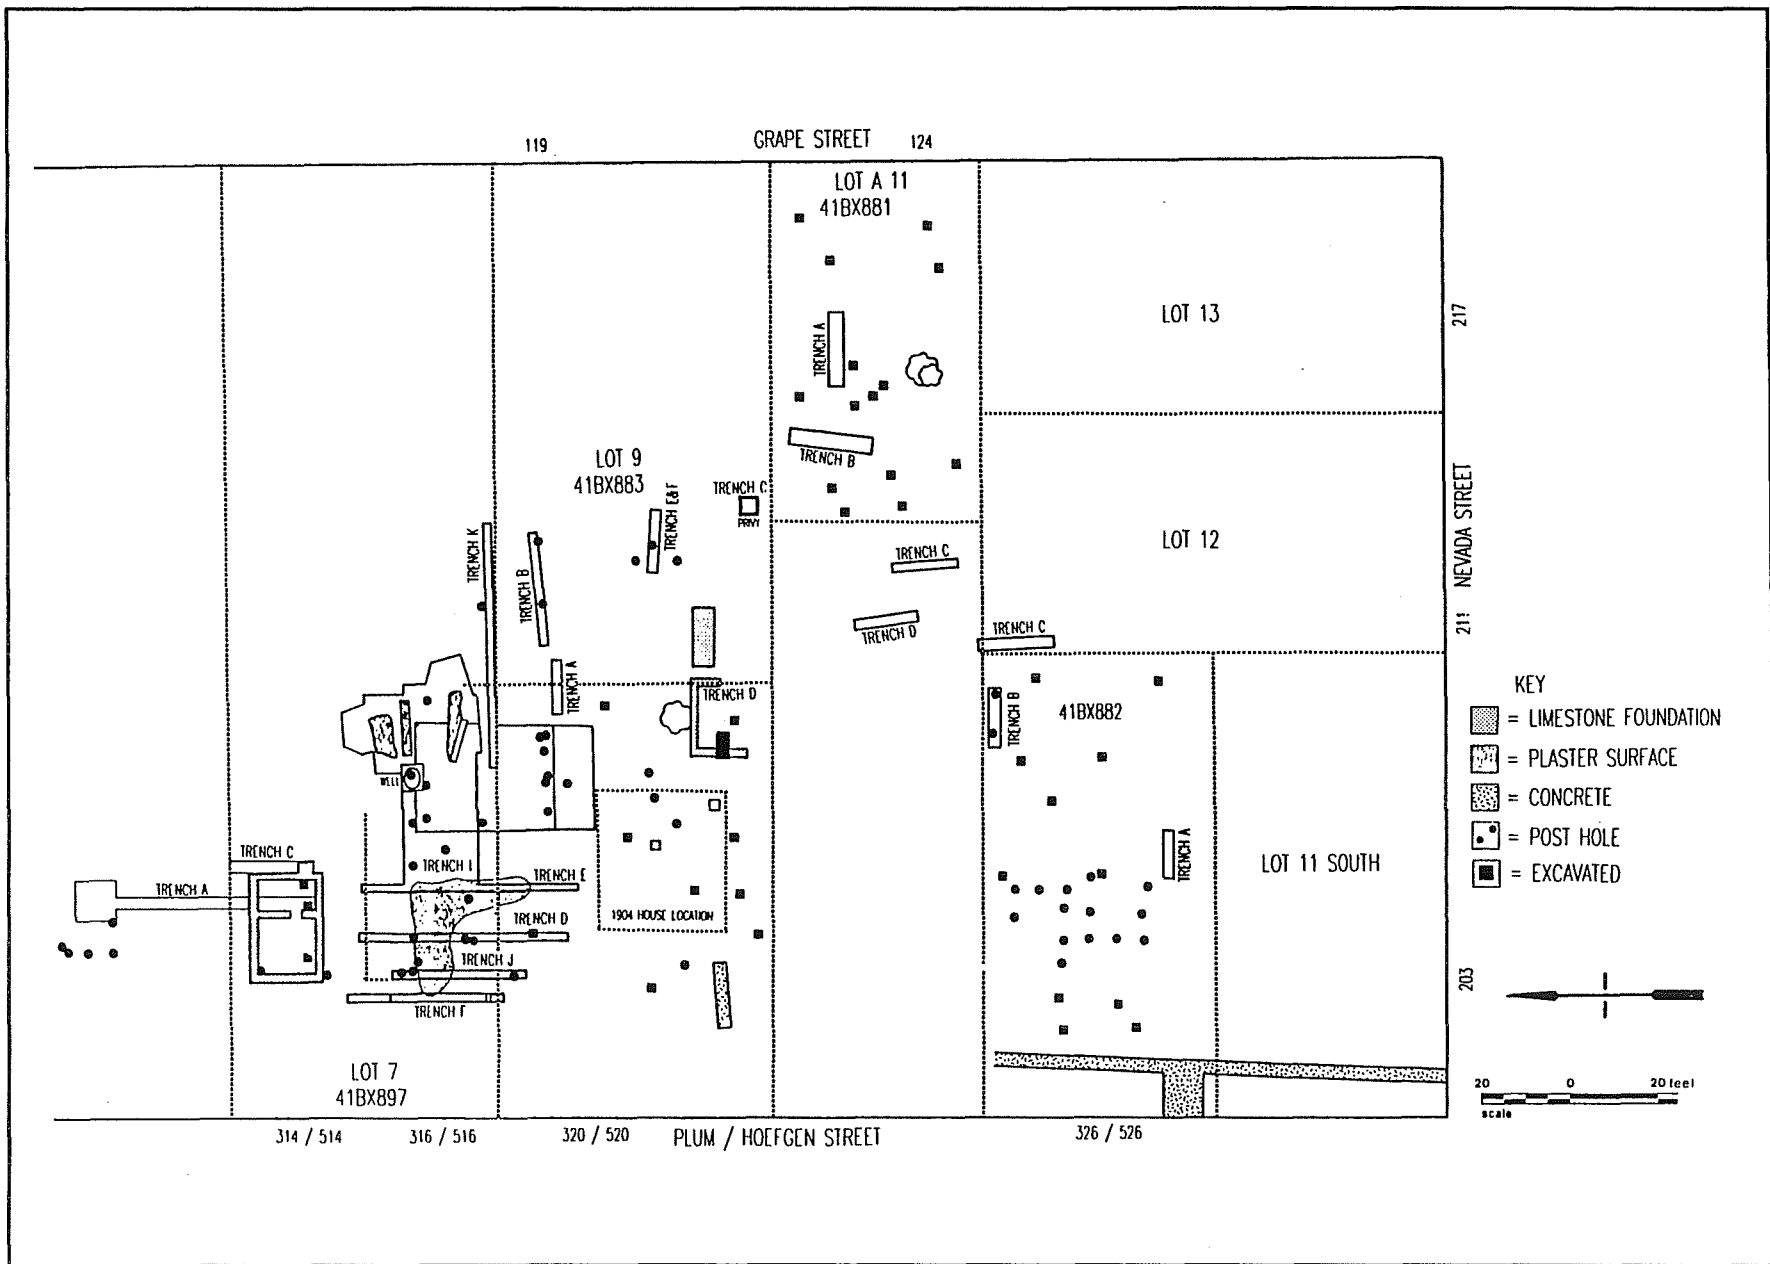 119
GRAPE STREET
124
LOT A 11
41BX881
TRENCH A
TRENCH B
LOT 13
217
LOT 9
41BX883
TRENCH C
PRIVY
TRENCH E&F
TRENCH K
TRENCH B
TRENCH A
TRENCH C
TRENCH D
LOT 12
NEVADA STREET
211
TRENCH C
TRENCH D
TRENCH B
41BX882
TRENCH A
LOT 11 SOUTH
WELL
TRENCH C
TRENCH A
TRENCH I
TRENCH E
TRENCH D
TRENCH J
TRENCH F
1904 HOUSE LOCATION
203
LOT 7
41BX897
314 / 514
316 / 516
320 / 520
PLUM / HOEFGEN STREET
326 / 526
KEY
= LIMESTONE FOUNDATION
= PLASTER SURFACE
= CONCRETE
= POST HOLE
= EXCAVATED
20 0 20 feet
scale